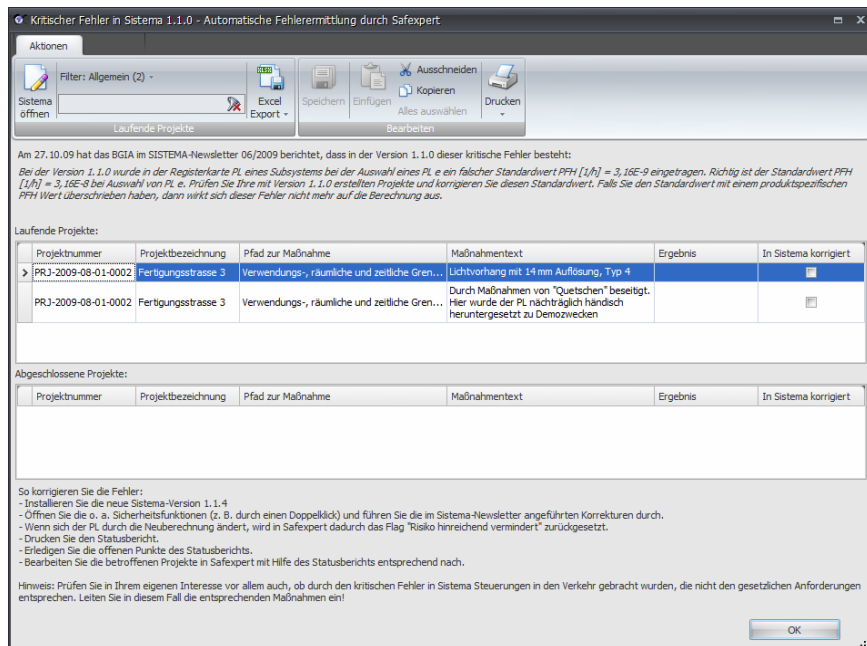 Kritischer Fehler in Sistema 1.1.0 - Automatische Fehlerermittlung durch Safexpert
Aktionen
Sistema öffnen
Filter: Allgemein (2)
Excel Export
Laufende Projekte
Speichern
Einfügen
Ausschneiden
Kopieren
Alles auswählen
Drucken
Bearbeiten
Am 27.10.09 hat das BGIA im SISTEMA-Newsletter 06/2009 berichtet, dass in der Version 1.1.0 dieser kritische Fehler besteht:
Bei der Version 1.1.0 wurde in der Registerkarte PL eines Subsystems bei der Auswahl eines PL e ein falscher Standardwert PFH [1/h] = 3,16E-9 eingetragen. Richtig ist der Standardwert PFH
[1/h] = 3,16E-8 bei Auswahl von PL e. Prüfen Sie Ihre mit Version 1.1.0 erstellten Projekte und korrigieren Sie diesen Standardwert. Falls Sie den Standardwert mit einem produktspezifischen
PFH Wert überschrieben haben, dann wirkt sich dieser Fehler nicht mehr auf die Berechnung aus.
Laufende Projekte:
Projektnummer Projektbezeichnung Pfad zur Maßnahme Maßnahmentext Ergebnis In Sistema korrigiert
PRJ-2009-08-01-0002 Fertigungsstrasse 3 Verwendungs-, räumliche und zeitliche Gren... Lichtvorhang mit 14 mm Auflösung, Typ 4
Durch Maßnahmen von "Quetschen" beseitigt.
PRJ-2009-08-01-0002 Fertigungsstrasse 3 Verwendungs-, räumliche und zeitliche Gren... Hier wurde der PL nächträglich händisch
heruntergesetzt zu Demozwecken
Abgeschlossene Projekte:
Projektnummer Projektbezeichnung Pfad zur Maßnahme Maßnahmentext Ergebnis In Sistema korrigiert
So korrigieren Sie die Fehler:
- Installieren Sie die neue Sistema-Version 1.1.4
- Öffnen Sie die o. a. Sicherheitsfunktionen (z. B. durch einen Doppelklick) und führen Sie die im Sistema-Newsletter angeführten Korrekturen durch.
- Wenn sich der PL durch die Neuberechnung ändert, wird in Safexpert dadurch das Flag "Risiko hinreichend vermindert" zurückgesetzt.
- Drucken Sie den Statusbericht.
- Erledigen Sie die offenen Punkte des Statusberichts.
- Bearbeiten Sie die betroffenen Projekte in Safexpert mit Hilfe des Statusberichts entsprechend nach.
Hinweis: Prüfen Sie in Ihrem eigenen Interesse vor allem auch, ob durch den kritischen Fehler in Sistema Steuerungen in den Verkehr gebracht wurden, die nicht den gesetzlichen Anforderungen
entsprechen. Leiten Sie in diesem Fall die entsprechenden Maßnahmen ein!
OK